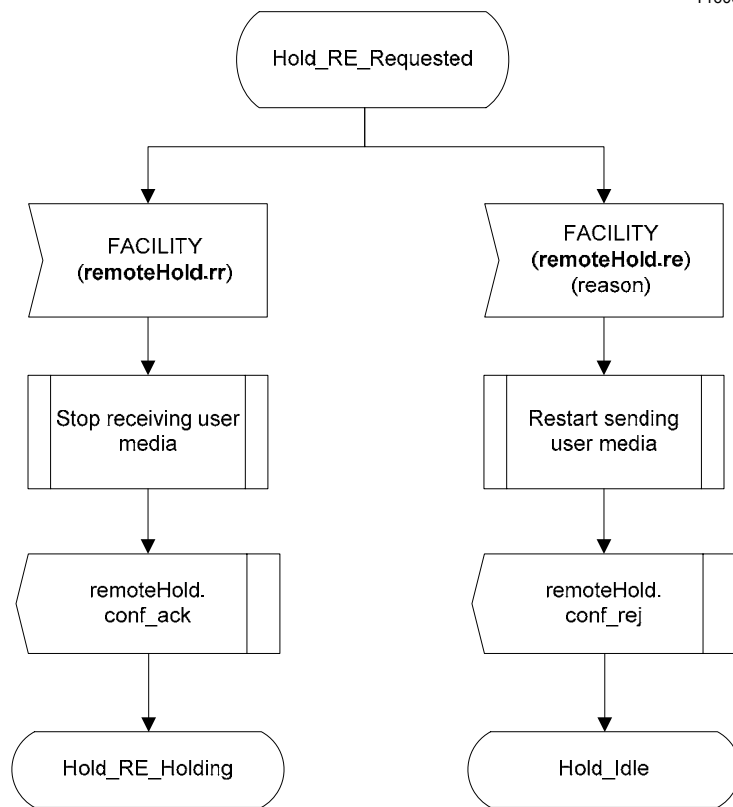 Hold_RE_Requested
FACILITY
(remoteHold.rr)
FACILITY
(remoteHold.re)
(reason)
Stop receiving user
media
Restart sending
user media
remoteHold.
conf_ack
remoteHold.
conf_rej
Hold_RE_Holding
Hold_Idle